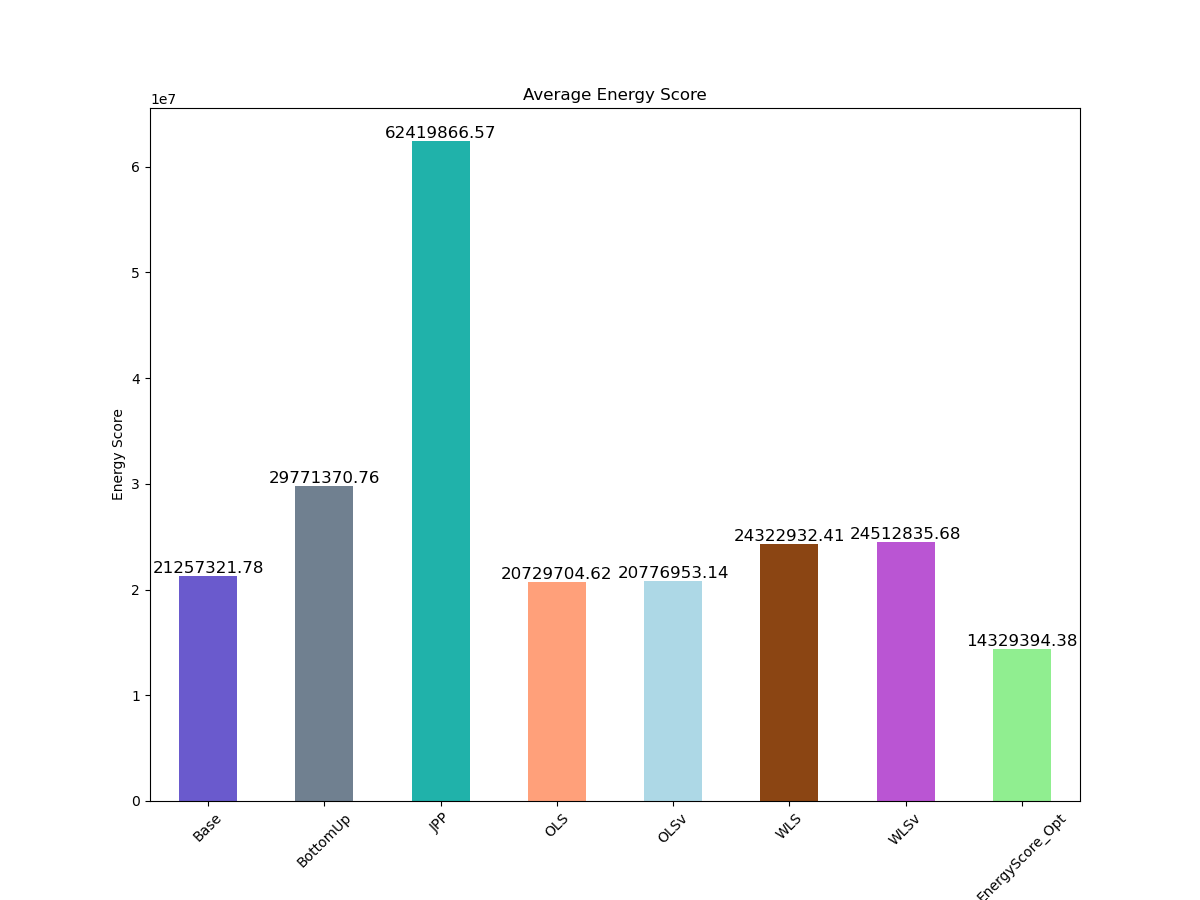 Average Energy Score
1e7
Energy Score
6
5
4
3
2
1
0
21257321.78
29771370.76
62419866.57
20729704.62
20776953.14
24322932.41
24512835.68
14329394.38
Base
BottomUp
JPP
OLS
OLSv
WLS
WLSv
EnergyScore_Opt